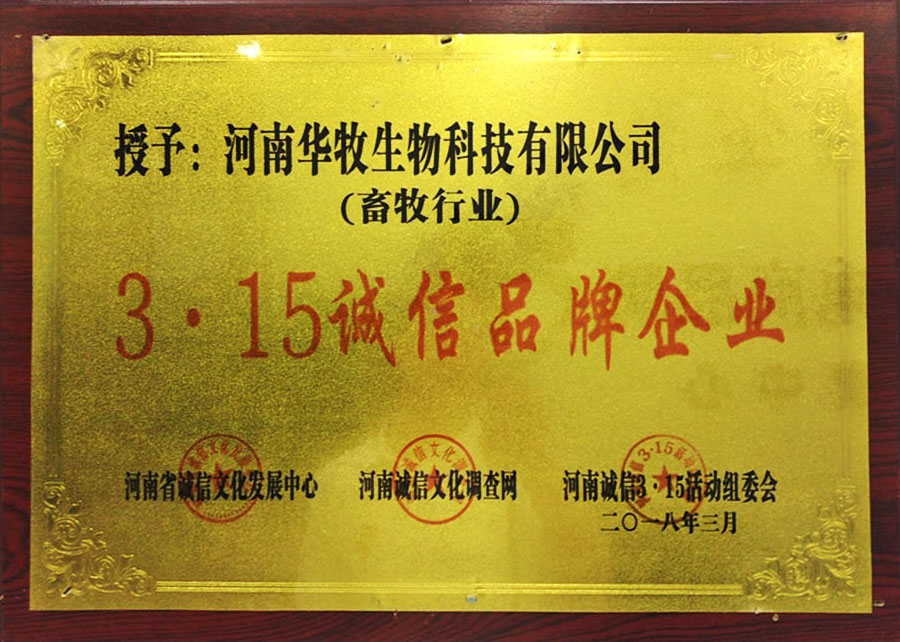 授予：河南华牧生物科技有限公司
（畜牧行业）
3·15诚信品牌企业
河南省诚信文化发展中心 河南诚信文化调查网 河南诚信3·15活动组委会
二〇一八年三月